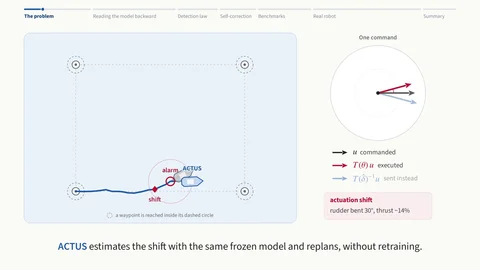 The problem
Reading the model backward
Detection law
Self-correction
Benchmarks
Real robot
Summary
One command
alarm
ACTUS
shift
a waypoint is reached inside its dashed circle
u commanded
T(θ) u executed
T(θ̂)⁻¹u sent instead
actuation shift
rudder bent 30°, thrust −14%
ACTUS estimates the shift with the same frozen model and replans, without retraining.